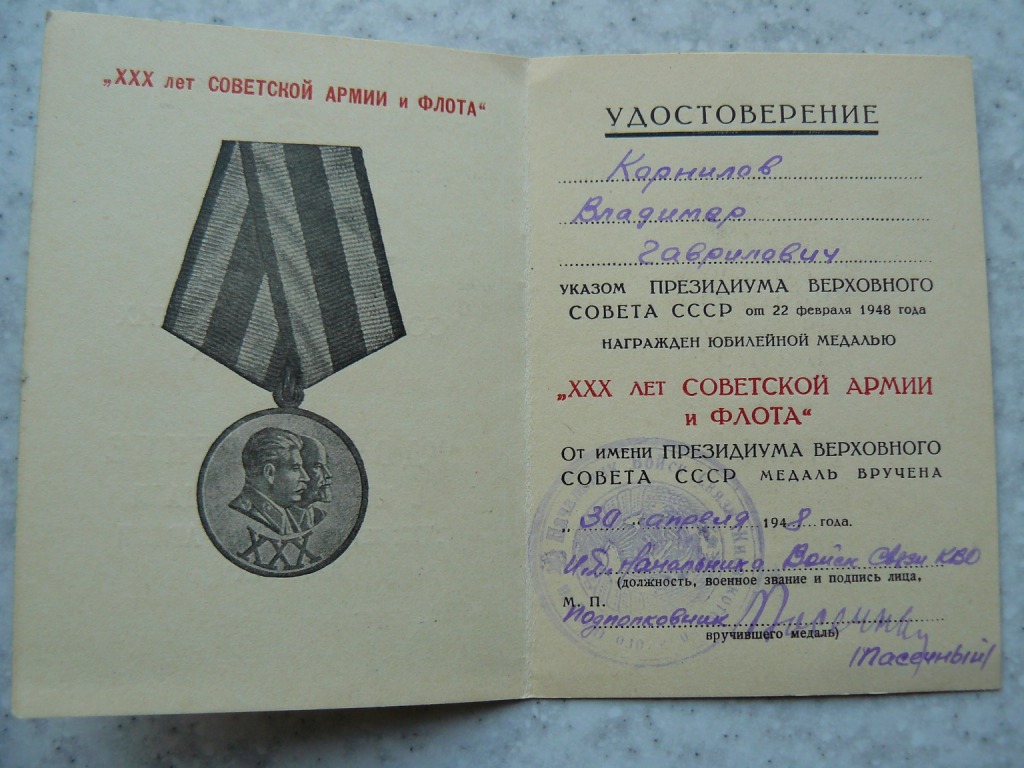 „XXX лет СОВЕТСКОЙ АРМИИ и ФЛОТА“
XXX
УДОСТОВЕРЕНИЕ
Корнилов
Владимир
Гаврилович
УКАЗОМ ПРЕЗИДИУМА ВЕРХОВНОГО
СОВЕТА СССР от 22 февраля 1948 года
НАГРАЖДЕН ЮБИЛЕЙНОЙ МЕДАЛЬЮ
„XXX ЛЕТ СОВЕТСКОЙ АРМИИ
и ФЛОТА“
От имени ПРЕЗИДИУМА ВЕРХОВНОГО
СОВЕТА СССР МЕДАЛЬ ВРУЧЕНА
„30“ апреля 1948 года.
И.д. Начальника Войск Связи КВО
(должность, военное звание и подпись лица,
М. П.
Подполковник
вручившего медаль)
(Пасечный)